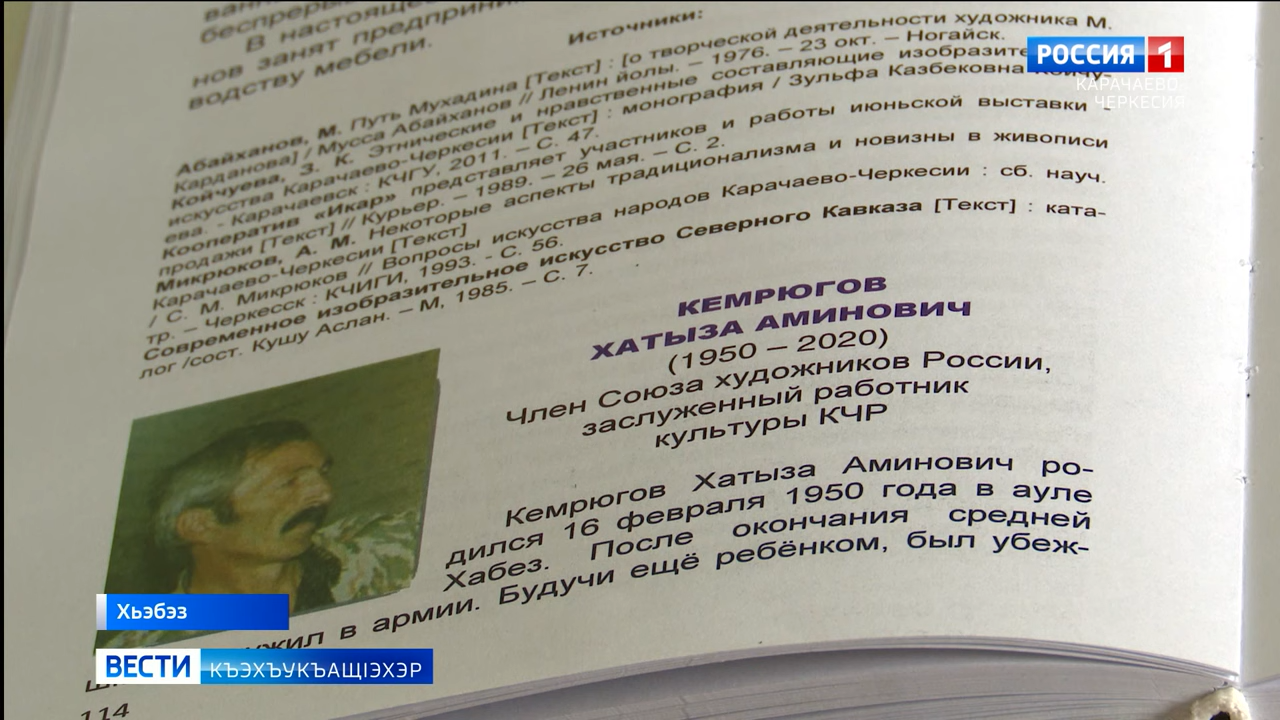 беспрерыв
В настоящее
нов занят предприни
водству мебели.
Источники:
Абайханов, М. Путь Мухадина [Текст] : [о творческой деятельности художника М.
Карданова] / Мусса Абайханов // Ленин йолы. – 1976. – 23 окт. – Ногайск.
Койчуева, З. К. Этнические и нравственные составляющие изобразите
искусства Карачаево-Черкесии [Текст] : монография / Зульфа Казбековна Койчу-
ева. - Карачаевск : КЧГУ, 2011. – С. 47.
Кооператив «Икар» представляет участников и работы июньской выставки -
продажи [Текст] // Курьер. – 1989. – 26 мая. – С. 2.
Микрюков, А. М. Некоторые аспекты традиционализма и новизны в живописи
Карачаево-Черкесии [Текст]
/ С. М. Микрюков // Вопросы искусства народов Карачаево-Черкесии : сб. науч.
тр. – Черкесск : КЧИГИ, 1993. - С. 56.
Современное изобразительное искусство Северного Кавказа [Текст] : ката-
лог /сост. Кушу Аслан. – М, 1985. – С. 7.
КЕМРЮГОВ
ХАТЫЗА АМИНОВИЧ
(1950 – 2020)
Член Союза художников России,
заслуженный работник
культуры КЧР
Кемрюгов Хатыза Аминович ро-
дился 16 февраля 1950 года в ауле
Хабез. После окончания средней
ужил в армии. Будучи ещё ребёнком, был убеж-
114
РОССИЯ 1
КАРАЧАЕВО-
ЧЕРКЕСИЯ
Хьэбэз
ВЕСТИ КЪЭХЪУКЪАЩІЭХЭР